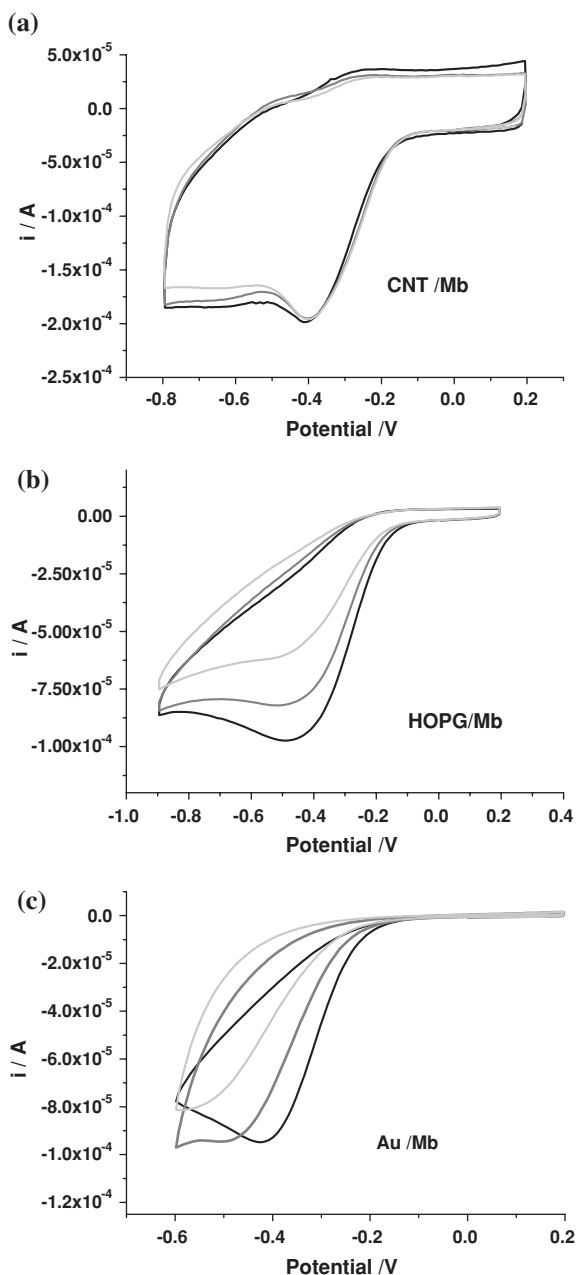 (a)
5.0x10⁻⁵
0.0
-5.0x10⁻⁵
-1.0x10⁻⁴
-1.5x10⁻⁴
-2.0x10⁻⁴
-2.5x10⁻⁴
i / A
CNT /Mb
-0.8 -0.6 -0.4 -0.2 0.0 0.2
Potential /V
(b)
0.00
-2.50x10⁻⁵
-5.00x10⁻⁵
-7.50x10⁻⁵
-1.00x10⁻⁴
i / A
HOPG/Mb
-1.0 -0.8 -0.6 -0.4 -0.2 0.0 0.2 0.4
Potential /V
(c)
0.0
-2.0x10⁻⁵
-4.0x10⁻⁵
-6.0x10⁻⁵
-8.0x10⁻⁵
-1.0x10⁻⁴
-1.2x10⁻⁴
i / A
Au /Mb
-0.6 -0.4 -0.2 0.0 0.2
Potential /V